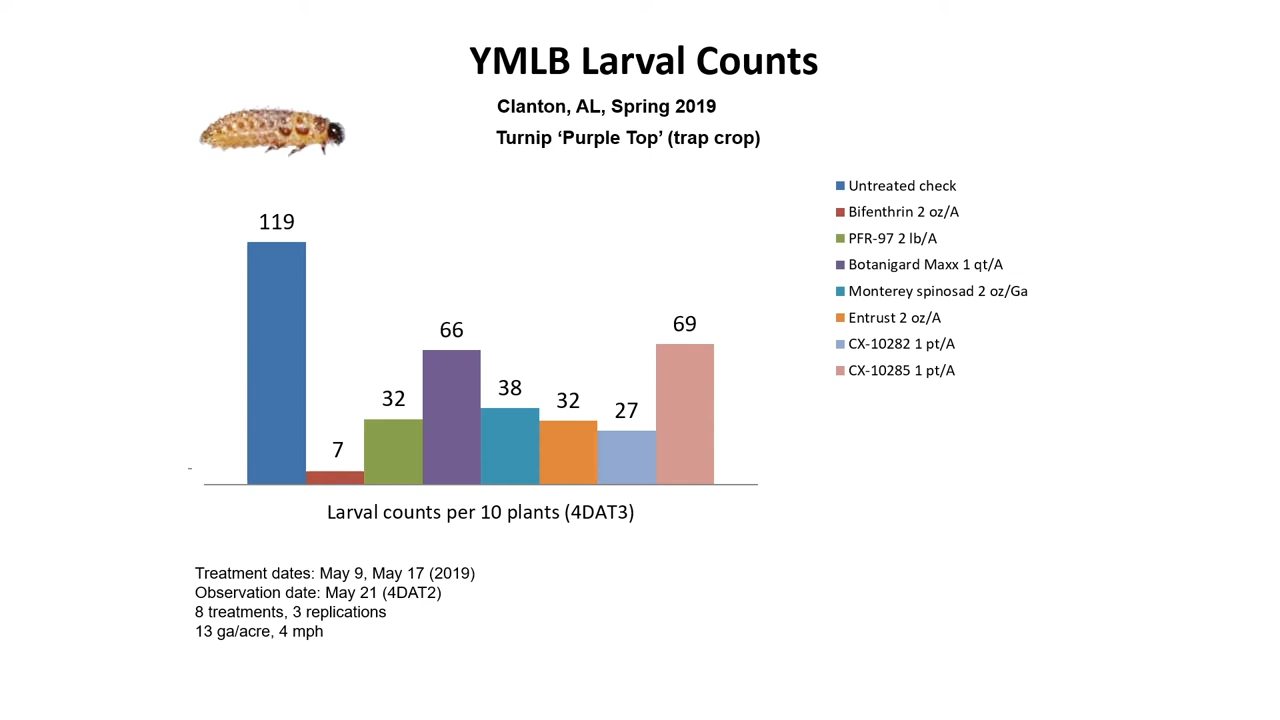 YMLB Larval Counts
Clanton, AL, Spring 2019
Turnip ‘Purple Top’ (trap crop)
Untreated check
Bifenthrin 2 oz/A
PFR-97 2 lb/A
Botanigard Maxx 1 qt/A
Monterey spinosad 2 oz/Ga
Entrust 2 oz/A
CX-10282 1 pt/A
CX-10285 1 pt/A
119
7
32
66
38
32
27
69
Larval counts per 10 plants (4DAT3)
Treatment dates: May 9, May 17 (2019)
Observation date: May 21 (4DAT2)
8 treatments, 3 replications
13 ga/acre, 4 mph